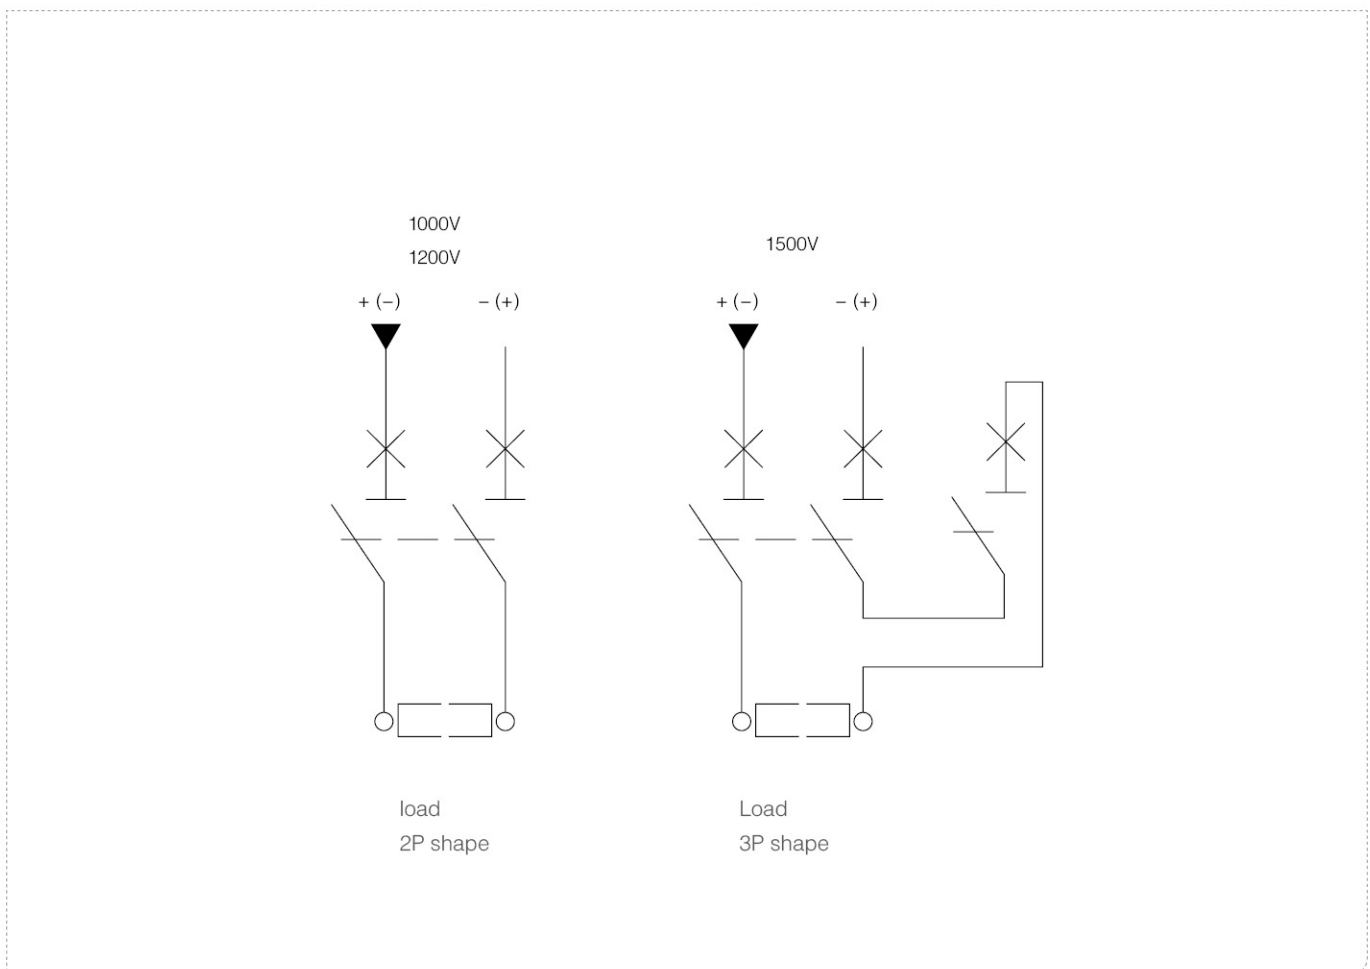 1000V
1200V
+ (−) − (+)
load
2P shape
1500V
+ (−) − (+)
Load
3P shape